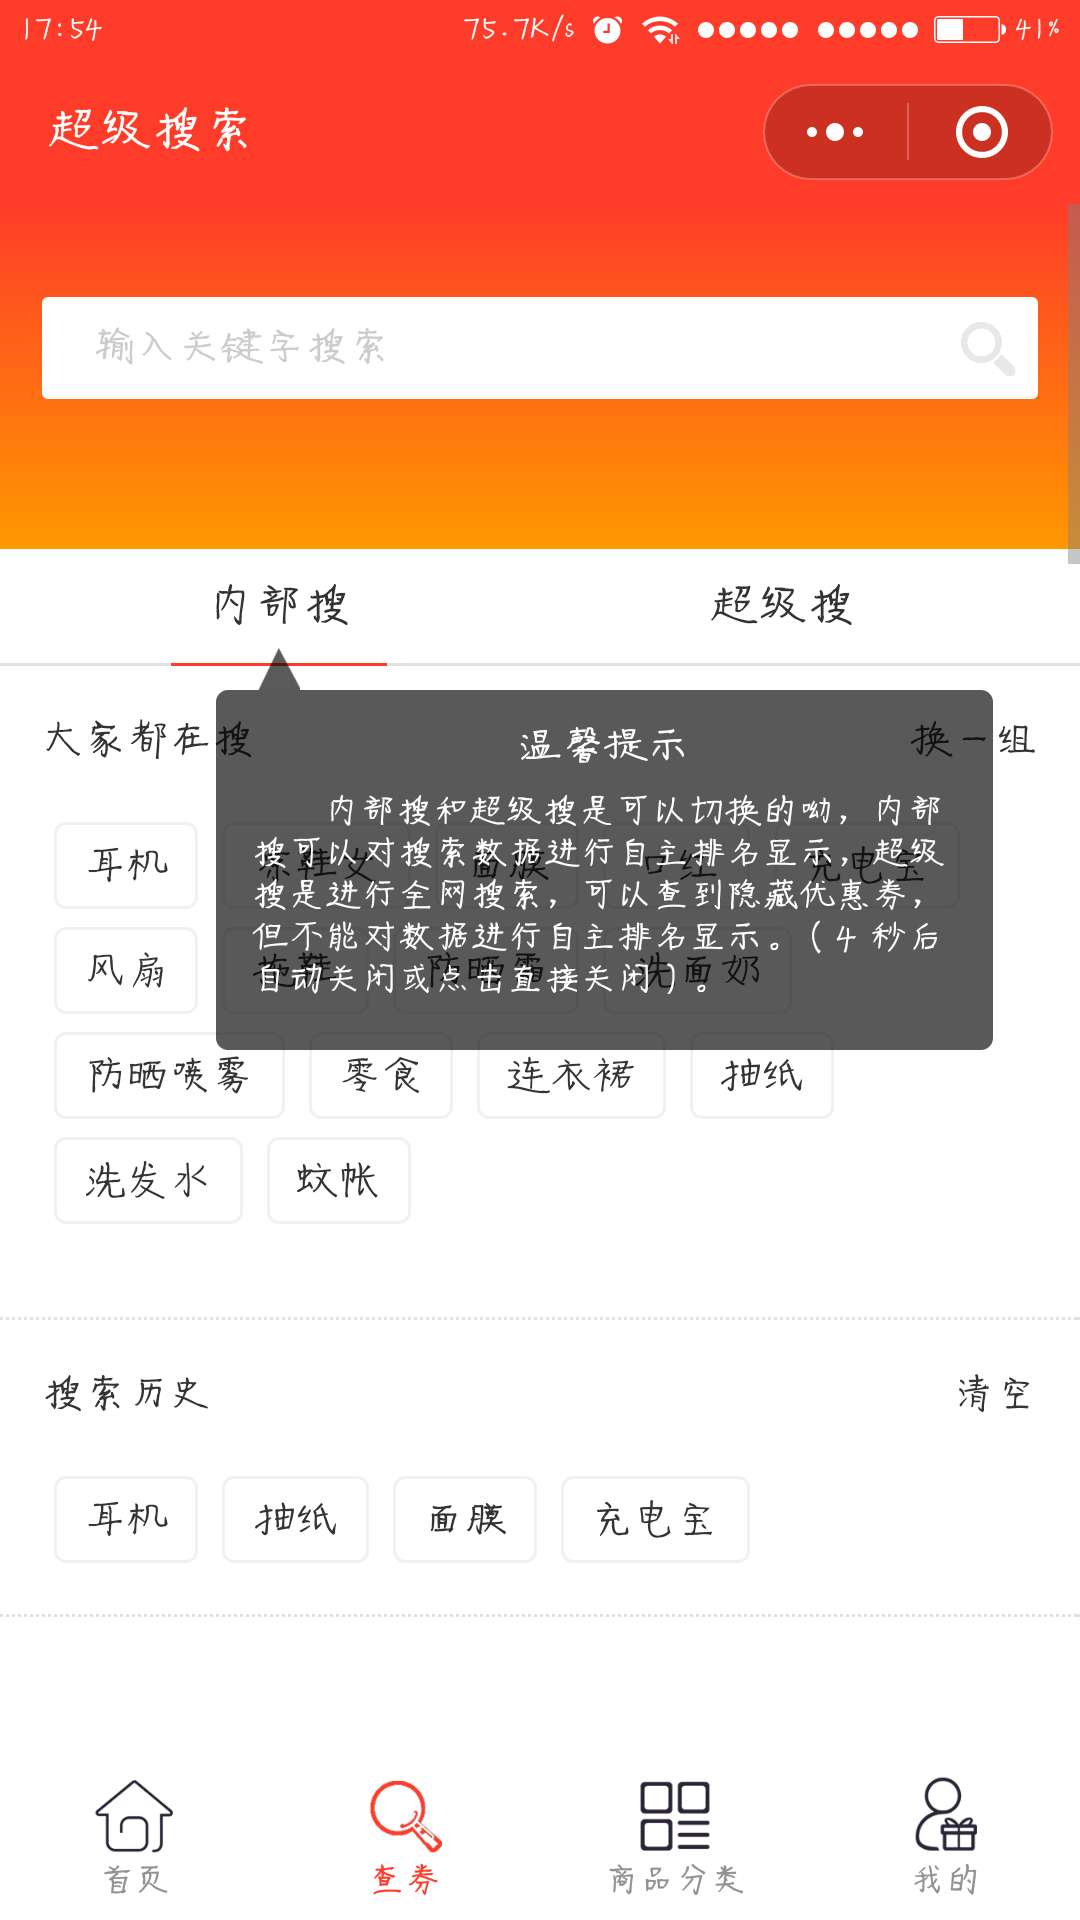 17:54 75.7K/s 41%
超级搜索
输入关键字搜索
内部搜 超级搜
大家都在搜 换一组
温馨提示
内部搜和超级搜是可以切换的呦，内部
搜可以对搜索数据进行自主排名显示，超级
搜是进行全网搜索，可以查到隐藏优惠券，
但不能对数据进行自主排名显示。（4 秒后
自动关闭或点击直接关闭）。
耳机 凉鞋女 面膜 口红 充电宝
风扇 拖鞋 防晒霜 洗面奶
防晒喷雾 零食 连衣裙 抽纸
洗发水 蚊帐
搜索历史 清空
耳机 抽纸 面膜 充电宝
首页 查券 商品分类 我的